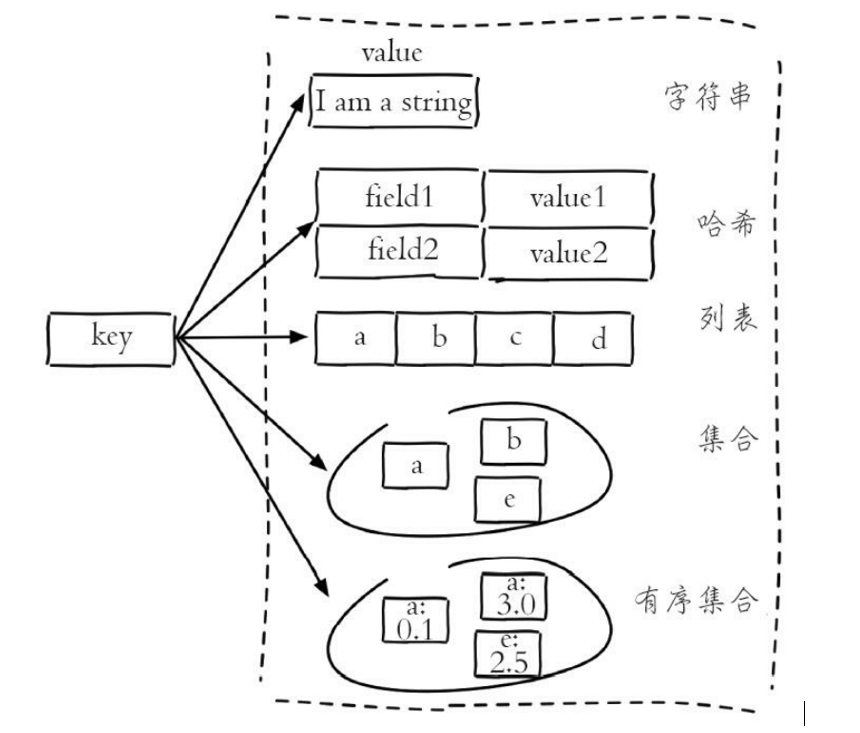 value
I am a string
字符串
field1
value1
哈希
field2
value2
列表
key
a
b
c
d
集合
b
a
e
有序集合
a:
3.0
a:
0.1
e:
2.5